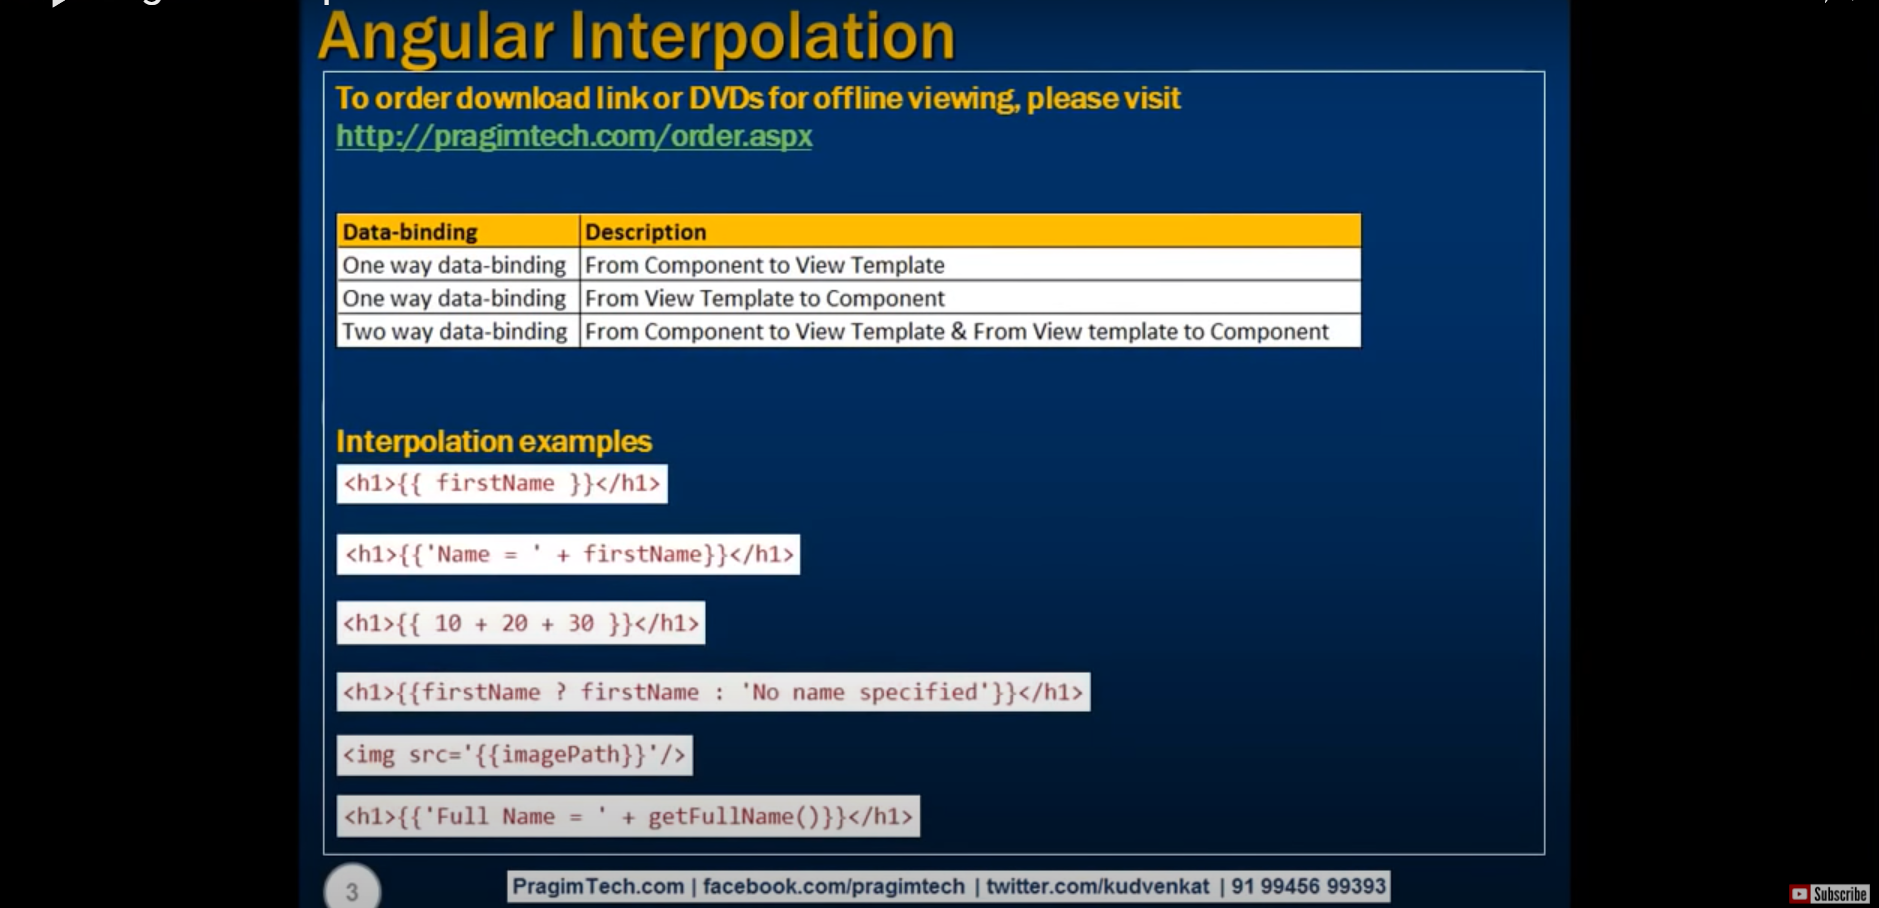 Angular Interpolation
To order download link or DVDs for offline viewing, please visit
http://pragimtech.com/order.aspx
Data-binding Description
One way data-binding From Component to View Template
One way data-binding From View Template to Component
Two way data-binding From Component to View Template & From View template to Component
Interpolation examples
<h1>{{ firstName }}</h1>
<h1>{{'Name = ' + firstName}}</h1>
<h1>{{ 10 + 20 + 30 }}</h1>
<h1>{{firstName ? firstName : 'No name specified'}}</h1>
<img src='{{imagePath}}'/>
<h1>{{'Full Name = ' + getFullName()}}</h1>
3
PragimTech.com | facebook.com/pragimtech | twitter.com/kudvenkat | 91 99456 99393
Subscribe